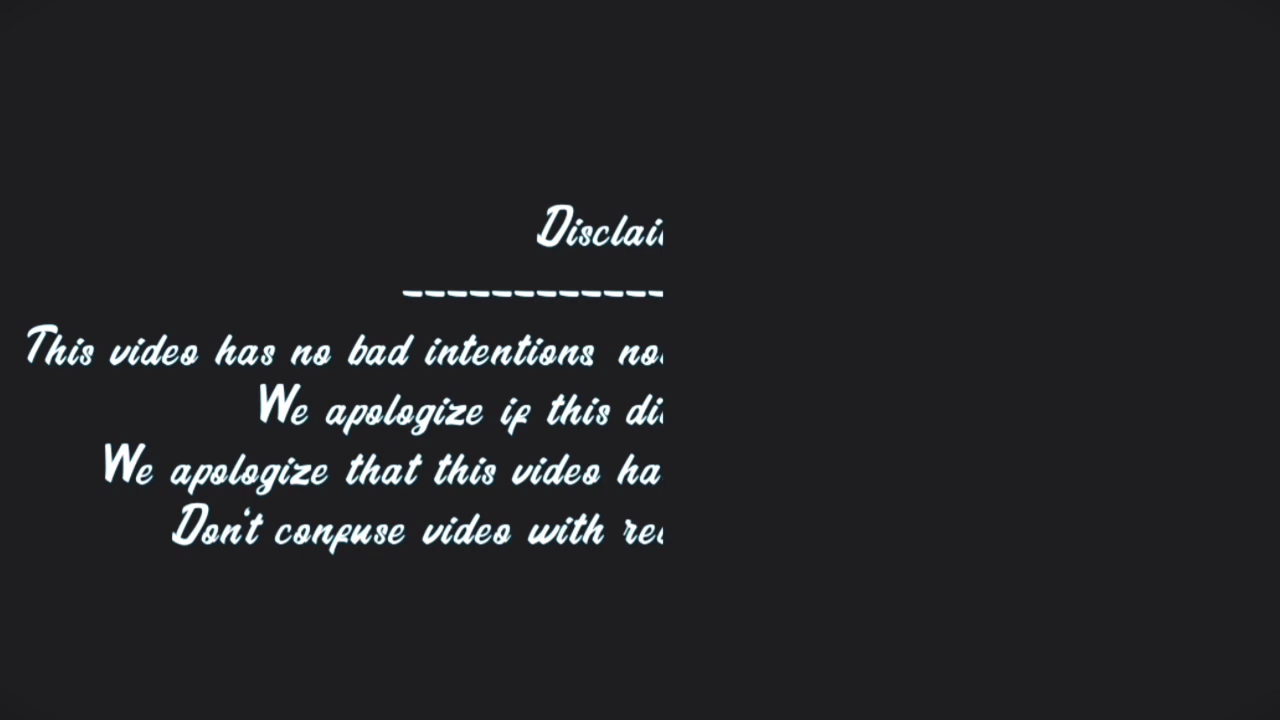 Disclai
------------
This video has no bad intentions no
We apologize if this di
We apologize that this video ha
Don't confuse video with re